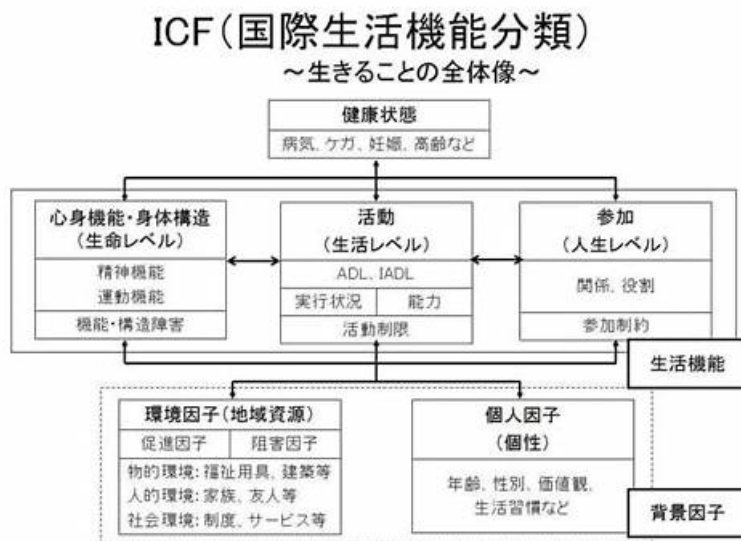 ICF(国際生活機能分類)
~生きることの全体像~
健康状態
病気、ケガ、妊娠、高齢など
心身機能・身体構造
(生命レベル)
精神機能
運動機能
機能・構造障害
活動
(生活レベル)
ADL、IADL
実行状況
能力
活動制限
参加
(人生レベル)
関係、役割
参加制約
生活機能
環境因子(地域資源)
促進因子
阻害因子
物的環境:福祉用具、建築等
人的環境:家族、友人等
社会環境:制度、サービス等
個人因子
(個性)
年齢、性別、価値観、
生活習慣など
背景因子